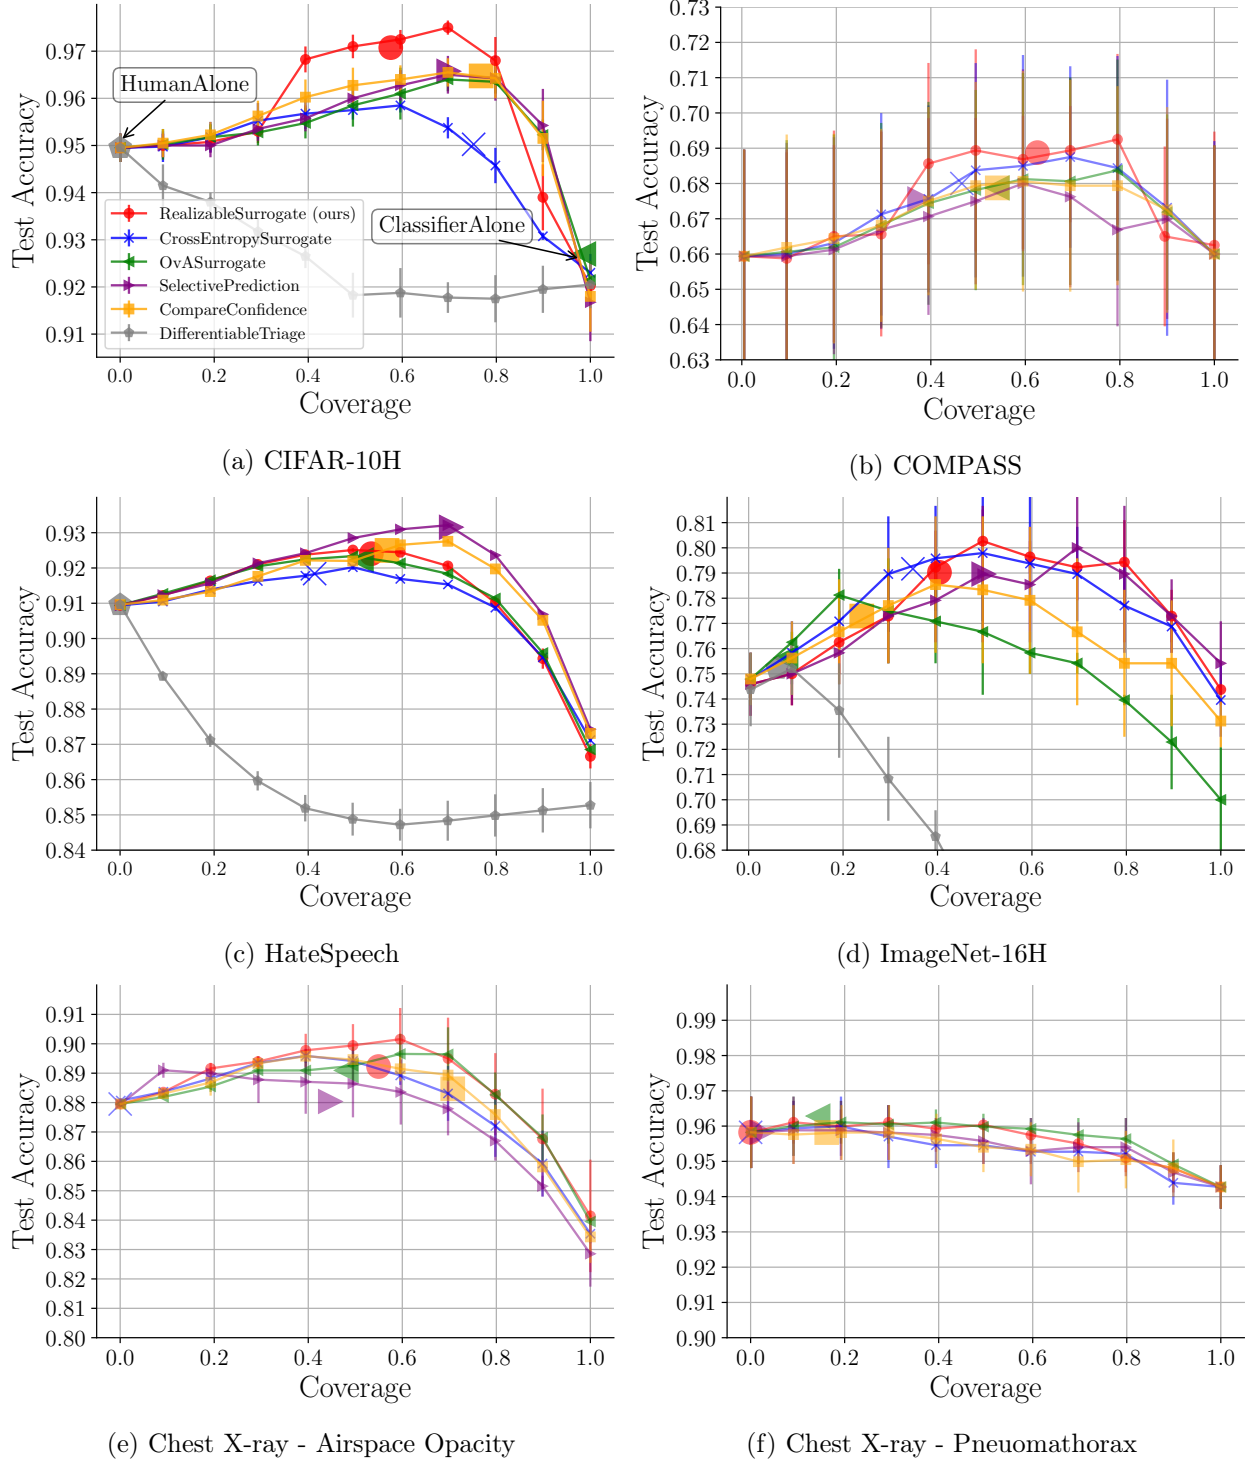 0.97
0.96
0.95
0.94
0.93
0.92
0.91
Test Accuracy
HumanAlone
ClassifierAlone
RealizableSurrogate (ours)
CrossEntropySurrogate
OvASurrogate
SelectivePrediction
CompareConfidence
DifferentiableTriage
0.0 0.2 0.4 0.6 0.8 1.0
Coverage
(a) CIFAR-10H
0.73
0.72
0.71
0.70
0.69
0.68
0.67
0.66
0.65
0.64
0.63
Test Accuracy
0.0 0.2 0.4 0.6 0.8 1.0
Coverage
(b) COMPASS
0.93
0.92
0.91
0.90
0.89
0.88
0.87
0.86
0.85
0.84
Test Accuracy
0.0 0.2 0.4 0.6 0.8 1.0
Coverage
(c) HateSpeech
0.81
0.80
0.79
0.78
0.77
0.76
0.75
0.74
0.73
0.72
0.71
0.70
0.69
0.68
Test Accuracy
0.0 0.2 0.4 0.6 0.8 1.0
Coverage
(d) ImageNet-16H
0.91
0.90
0.89
0.88
0.87
0.86
0.85
0.84
0.83
0.82
0.81
0.80
Test Accuracy
0.0 0.2 0.4 0.6 0.8 1.0
Coverage
(e) Chest X-ray - Airspace Opacity
0.99
0.98
0.97
0.96
0.95
0.94
0.93
0.92
0.91
0.90
Test Accuracy
0.0 0.2 0.4 0.6 0.8 1.0
Coverage
(f) Chest X-ray - Pneuomathorax